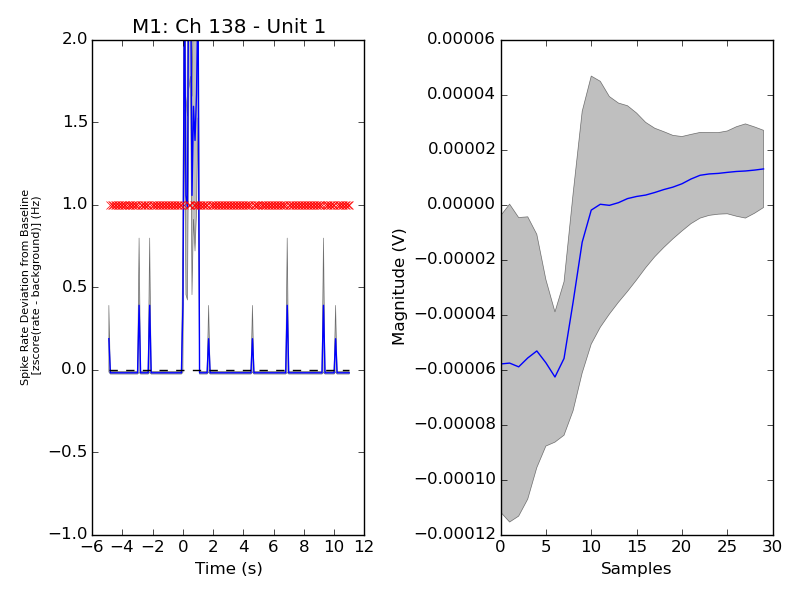 M1: Ch 138 - Unit 1
2.0
1.5
1.0
0.5
0.0
−0.5
−1.0
Spike Rate Deviation from Baseline
[zscore(rate - background)] (Hz)
−6 −4 −2 0 2 4 6 8 10 12
Time (s)
0.00006
0.00004
0.00002
0.00000
−0.00002
−0.00004
−0.00006
−0.00008
−0.00010
−0.00012
Magnitude (V)
0 5 10 15 20 25 30
Samples